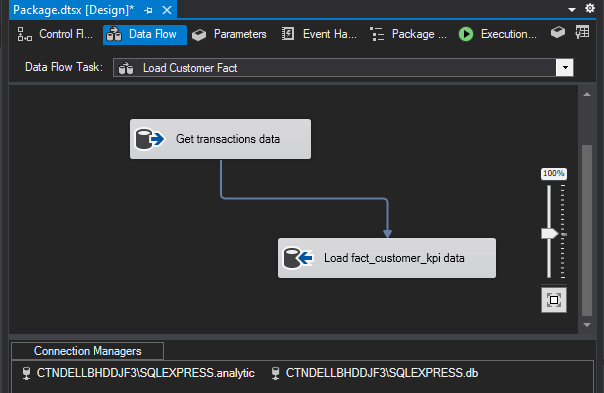 Package.dtsx [Design]*
Control Fl... Data Flow Parameters Event Ha... Package ... Execution...
Data Flow Task: Load Customer Fact
Get transactions data
100%
Load fact_customer_kpi data
Connection Managers
CTNDELLBHDDJF3\SQLEXPRESS.analytic CTNDELLBHDDJF3\SQLEXPRESS.db